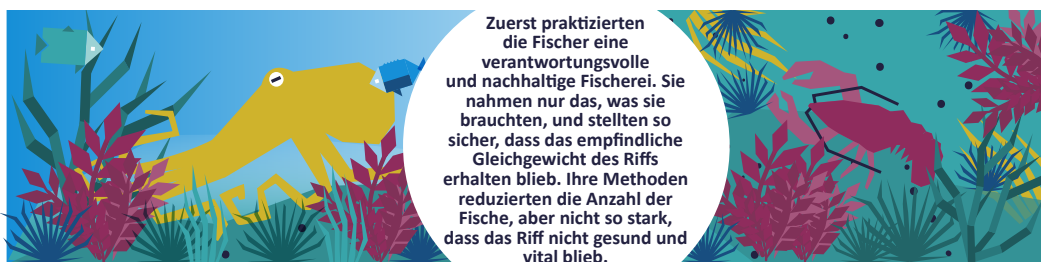 Zuerst praktizierten
die Fischer eine
verantwortungsvolle
und nachhaltige Fischerei. Sie
nahmen nur das, was sie
brauchten, und stellten so
sicher, dass das empfindliche
Gleichgewicht des Riffs
erhalten blieb. Ihre Methoden
reduzierten die Anzahl der
Fische, aber nicht so stark,
dass das Riff nicht gesund und
vital blieb.